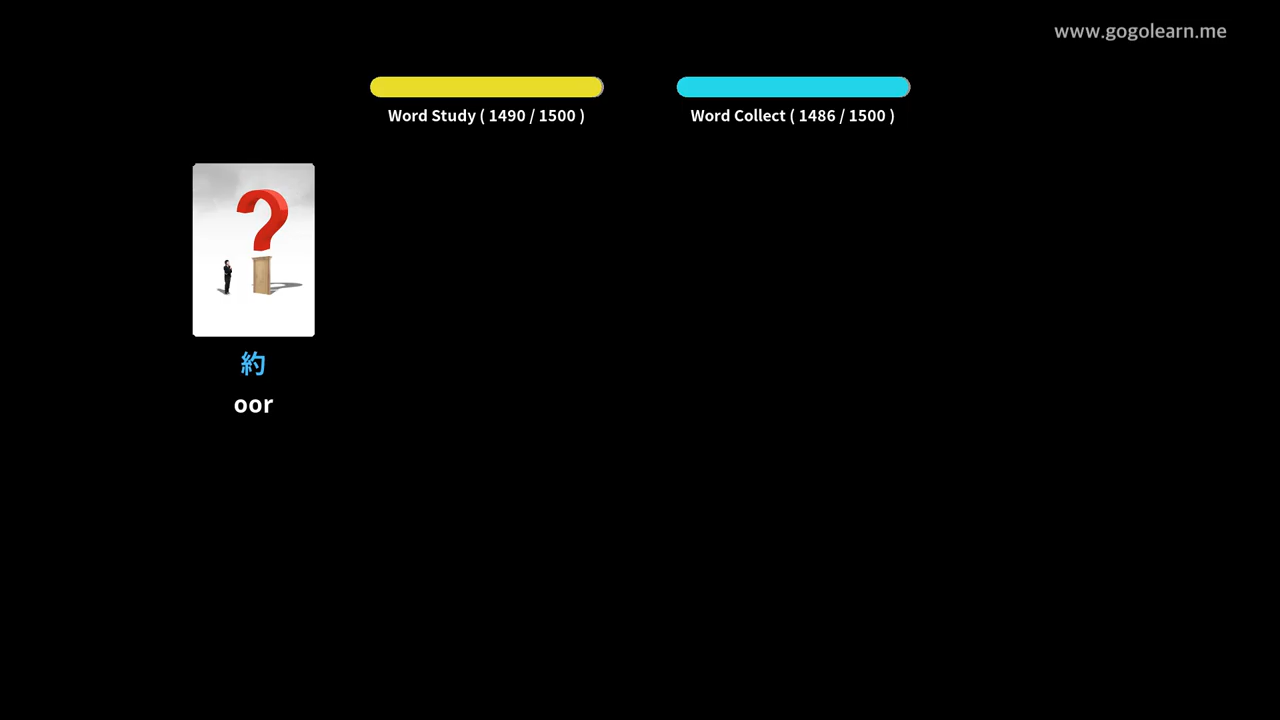 www.gogolearn.me
Word Study ( 1490 / 1500 )
Word Collect ( 1486 / 1500 )
?
約
oor